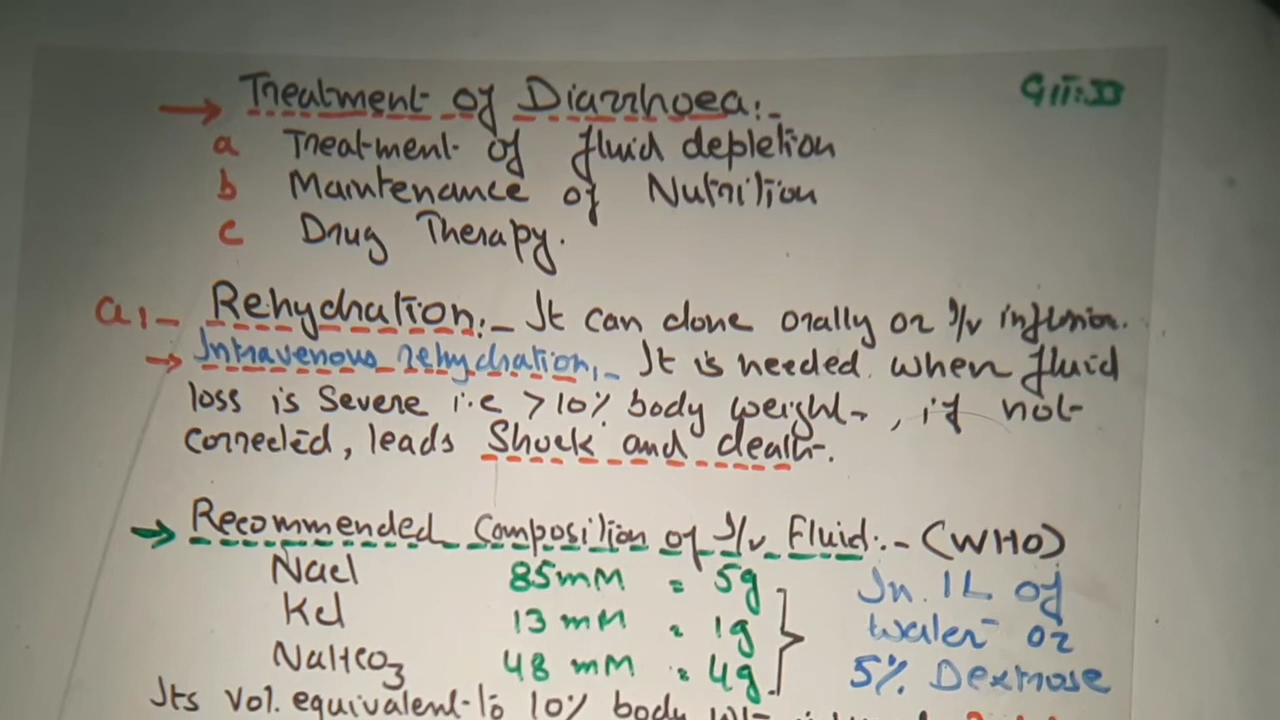 Treatment of Diarrhoea:-
a Treatment of fluid depletion
b Maintenance of Nutrition
c Drug Therapy.
a,- Rehydration:- It can done orally or I/v infusion.
→ Intravenous rehydration,- It is needed when fluid
loss is severe i.e >10% body weight, if not
corrected, leads Shock and death.
→ Recommended Composition of I/v Fluid:- (WHO)
NaCl 85mM = 5g In 1L of
KCl 13 mM = 1g Water or
NaHCO3 48 mM = 4g 5% Dextrose
Its vol. equivalent to 10% body